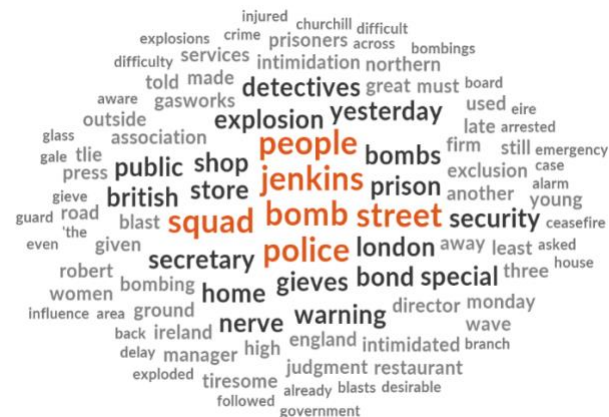 injured churchill difficult
explosions crime prisoners across bombings
difficulty services intimidation northern
told made detectives great must board
aware gasworks explosion yesterday used eire
outside people late arrested
glass association bombs firm still emergency
gale tlie press public shop jenkins prison exclusion case
gieve british store another young alarm
guard road blast squad bomb street security ceasefire
'the
even given secretary police london away least asked
robert bombing home gieves bond special three house
women
influence area ground nerve warning director monday
back ireland high england intimidated branch wave
delay manager judgment restaurant
exploded tiresome already blasts desirable
followed government